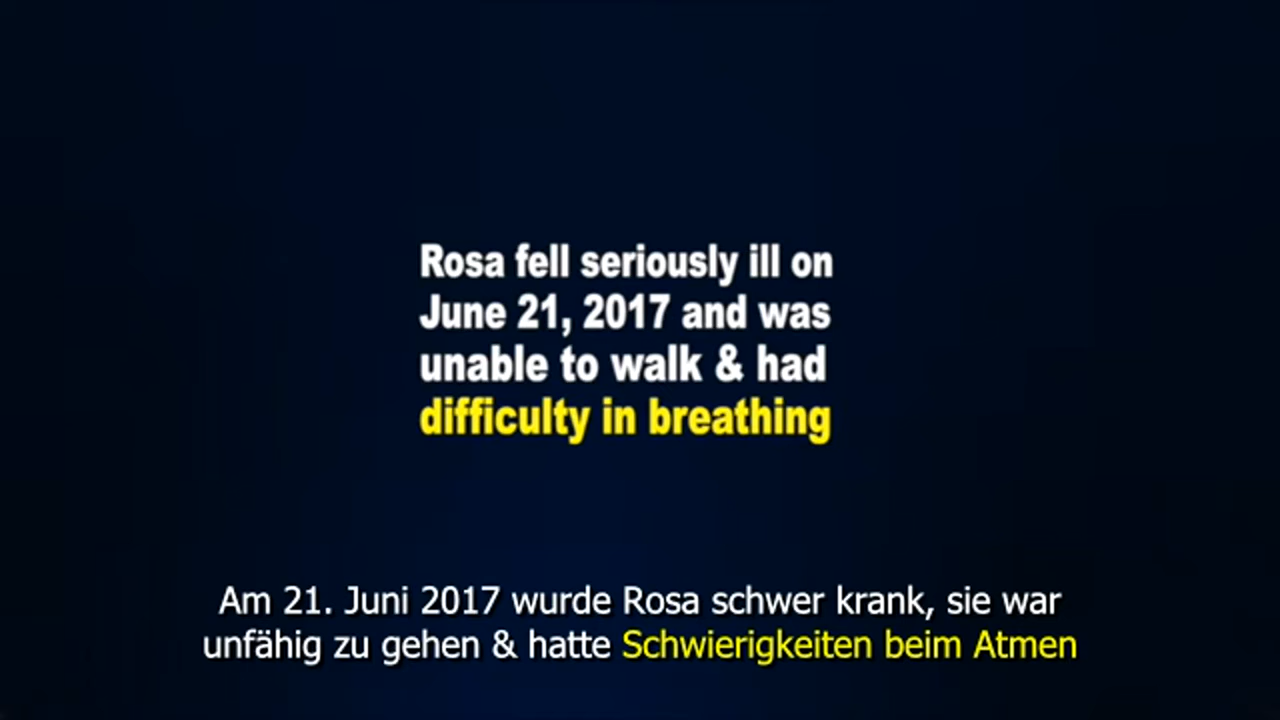 Rosa fell seriously ill on
June 21, 2017 and was
unable to walk & had
difficulty in breathing
Am 21. Juni 2017 wurde Rosa schwer krank, sie war
unfähig zu gehen & hatte Schwierigkeiten beim Atmen